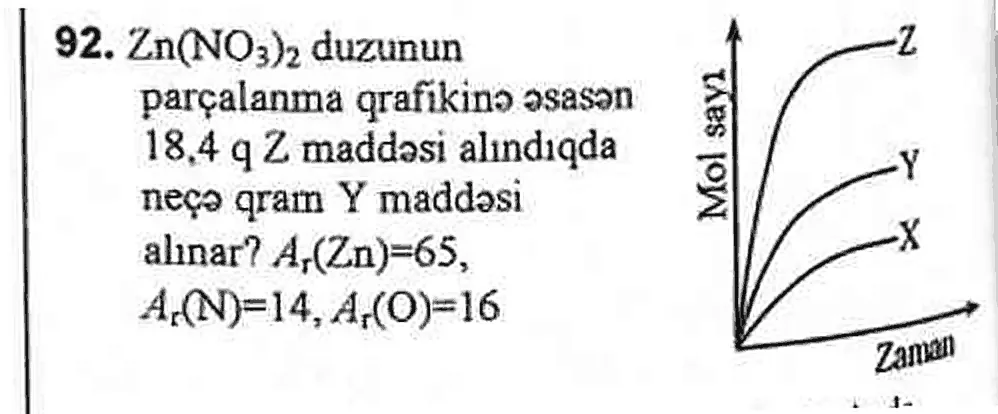 92. Zn(NO₃)₂ duzunun
parçalanma qrafikinə əsasən
18,4 q Z maddəsi alındıqda
neçə qram Y maddəsi
alınar? Aᵣ(Zn)=65,
Aᵣ(N)=14, Aᵣ(O)=16
Mol sayı
Z
Y
X
Zaman